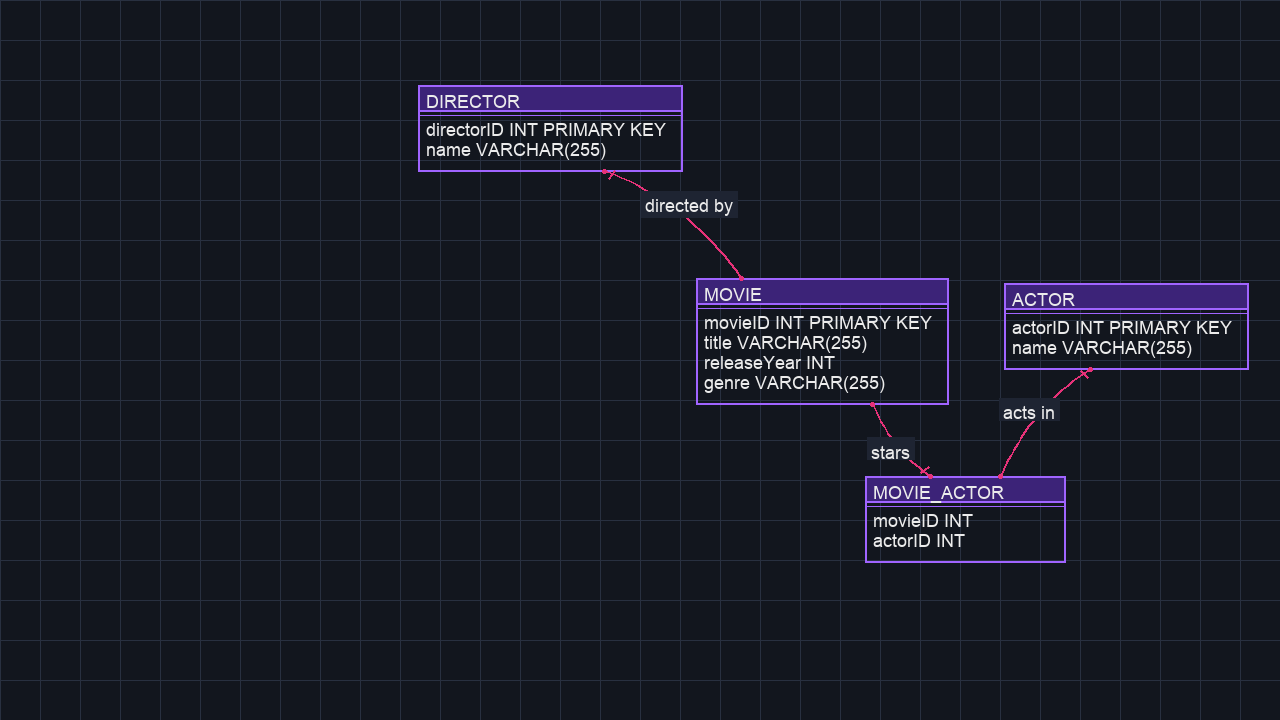 DIRECTOR
directorID INT PRIMARY KEY
name VARCHAR(255)
directed by
MOVIE
movieID INT PRIMARY KEY
title VARCHAR(255)
releaseYear INT
genre VARCHAR(255)
ACTOR
actorID INT PRIMARY KEY
name VARCHAR(255)
acts in
stars
MOVIE_ACTOR
movieID INT
actorID INT